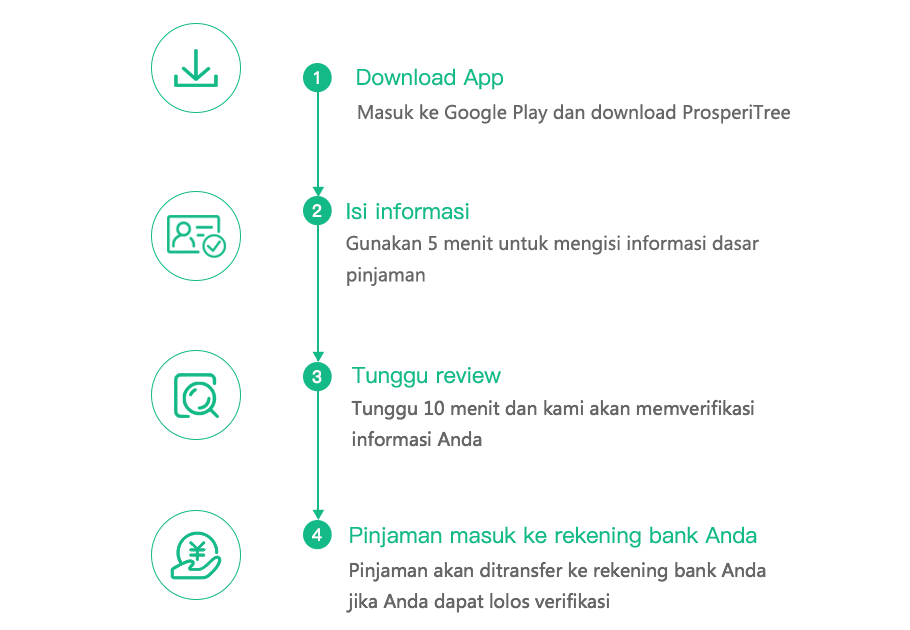 1
Download App
Masuk ke Google Play dan download ProsperiTree
2
Isi informasi
Gunakan 5 menit untuk mengisi informasi dasar
pinjaman
3
Tunggu review
Tunggu 10 menit dan kami akan memverifikasi
informasi Anda
4
Pinjaman masuk ke rekening bank Anda
Pinjaman akan ditransfer ke rekening bank Anda
jika Anda dapat lolos verifikasi
¥